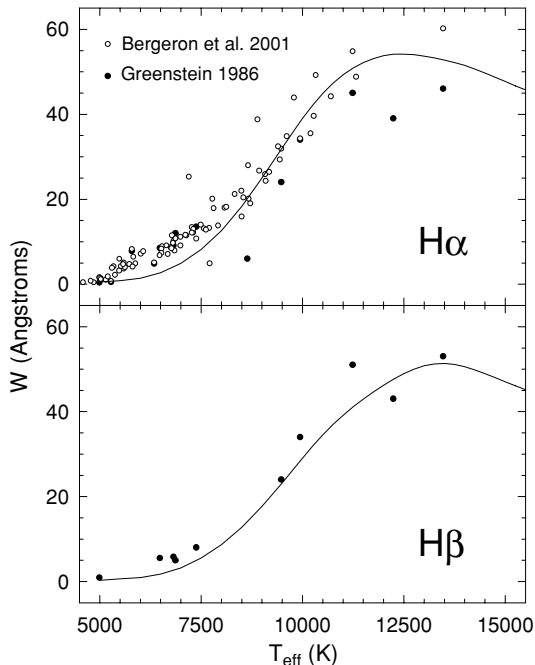 60
Bergeron et al. 2001
Greenstein 1986
40
20
Hα
0
W (Angstroms)
60
40
20
Hβ
0
5000 7500 10000 12500 15000
T_eff (K)